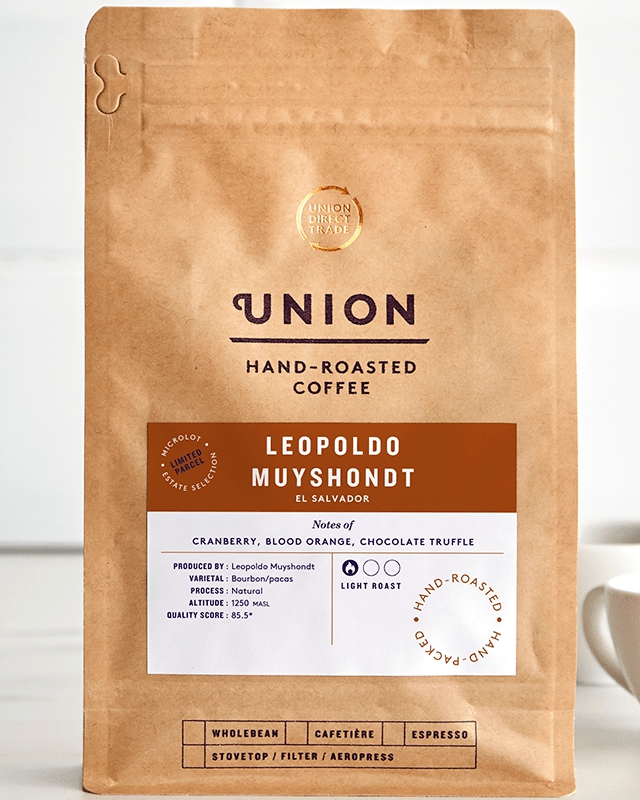 UNION
DIRECT
TRADE
UNION
HAND-ROASTED
COFFEE
MICROLOT •
LIMITED
PARCEL
ESTATE SELECTION •
LEOPOLDO
MUYSHONDT
EL SALVADOR
Notes of
CRANBERRY, BLOOD ORANGE, CHOCOLATE TRUFFLE
PRODUCED BY : Leopoldo Muyshondt
VARIETAL : Bourbon/pacas
PROCESS : Natural
ALTITUDE : 1250 MASL
QUALITY SCORE : 85.5*
LIGHT ROAST
HAND-ROASTED •
HAND-PACKED •
WHOLEBEAN CAFETIÈRE ESPRESSO
STOVETOP / FILTER / AEROPRESS